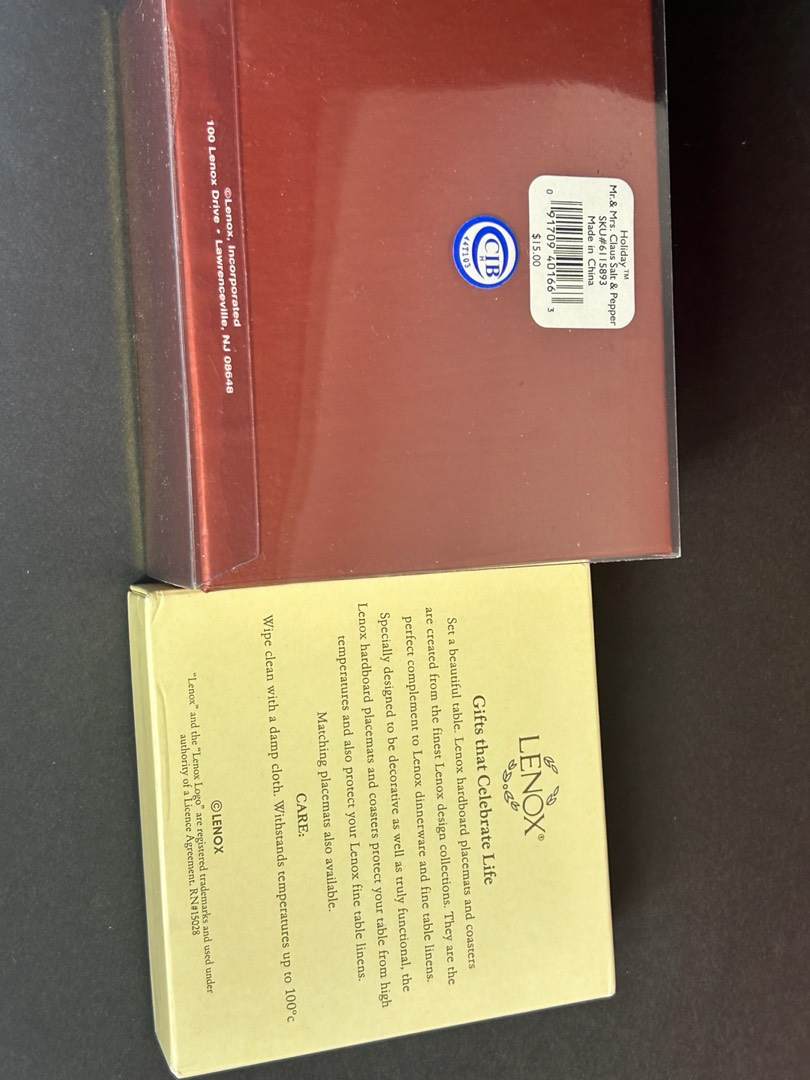 Holiday™
Mr.& Mrs. Claus Salt & Pepper
SKU#6115893
Made in China
0 91709 40166 3
$15.00
CIB
H
F4T103
©Lenox, Incorporated
100 Lenox Drive • Lawrenceville, NJ 08648
LENOX®
Gifts that Celebrate Life
Set a beautiful table. Lenox hardboard placemats and coasters
are created from the finest Lenox design collections. They are the
perfect complement to Lenox dinnerware and fine table linens.
Specially designed to be decorative as well as truly functional, the
Lenox hardboard placemats and coasters protect your table from high
temperatures and also protect your Lenox fine table linens.
Matching placemats also available.
CARE:
Wipe clean with a damp cloth. Withstands temperatures up to 100°c
©LENOX
"Lenox" and the "Lenox Logo" are registered trademarks and used under
authority of a Licence Agreement. RN#15028